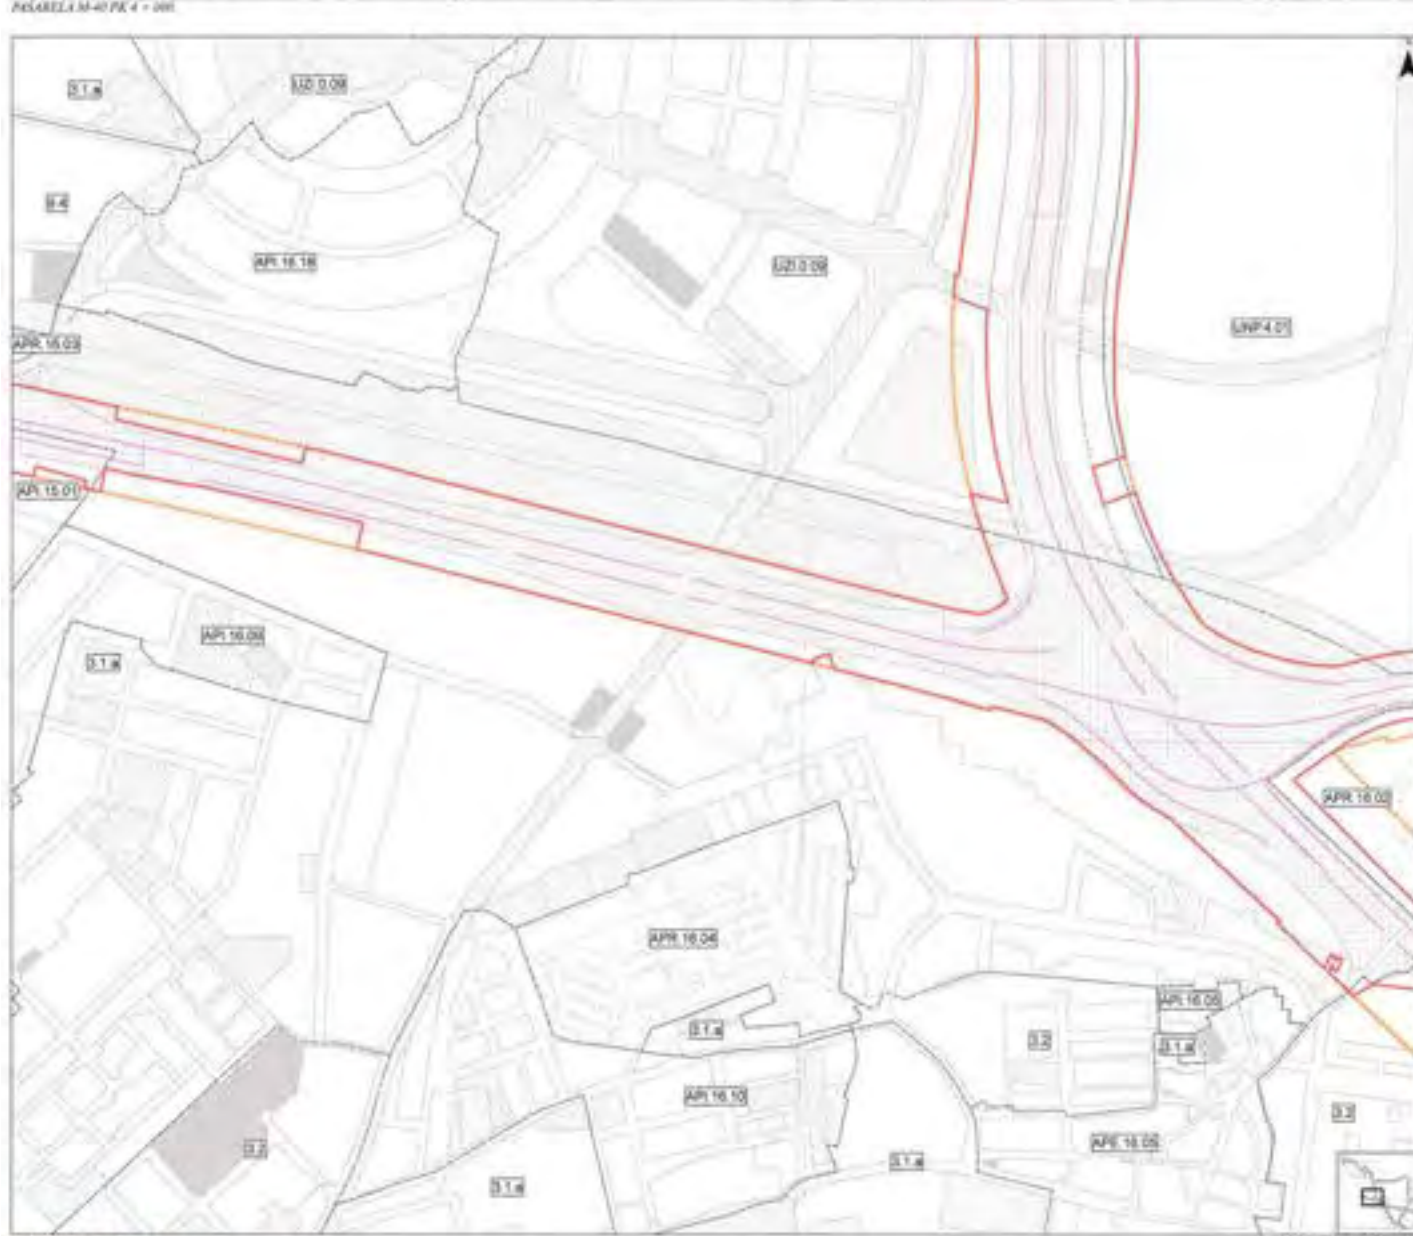 PASARELA M-40 PK 4 + 000.
3.1.a
UZI 0.09
9.4
API.16.18
UZI.0.09
UNP.4.01
APR.15.03
API.15.01
API.16.09
3.1.a
APR.16.02
APR.16.04
API.16.05
3.1.a
3.2
3.1.a
API.16.10
3.2
APE.16.05
3.2
3.1.a
3.1.a